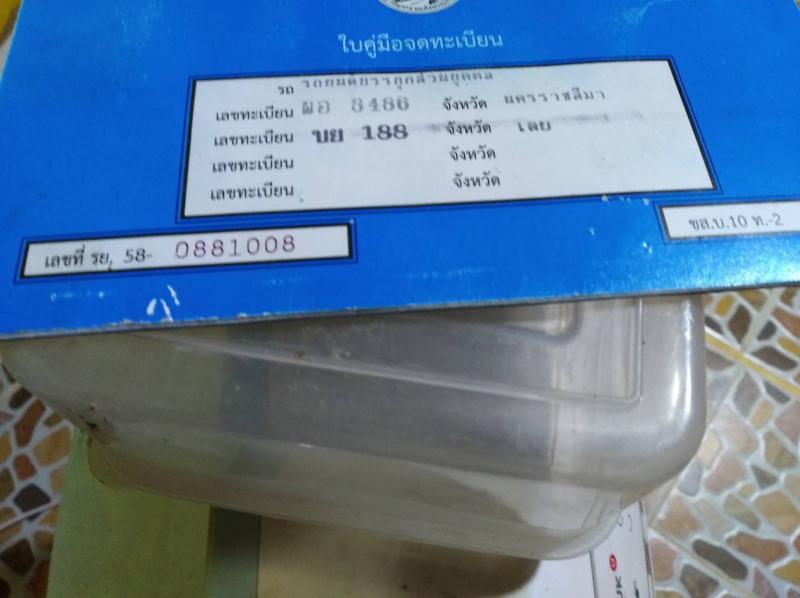 ใบคู่มือจดทะเบียน
รถ รถยนต์บรรทุกส่วนบุคคล
เลขทะเบียน ผอ 8486 จังหวัด นครราชสีมา
เลขทะเบียน บย 188 จังหวัด เลย
เลขทะเบียน จังหวัด
เลขทะเบียน จังหวัด
ขส.บ.10 ท.-2
เลขที่ รย. 58- 0881008